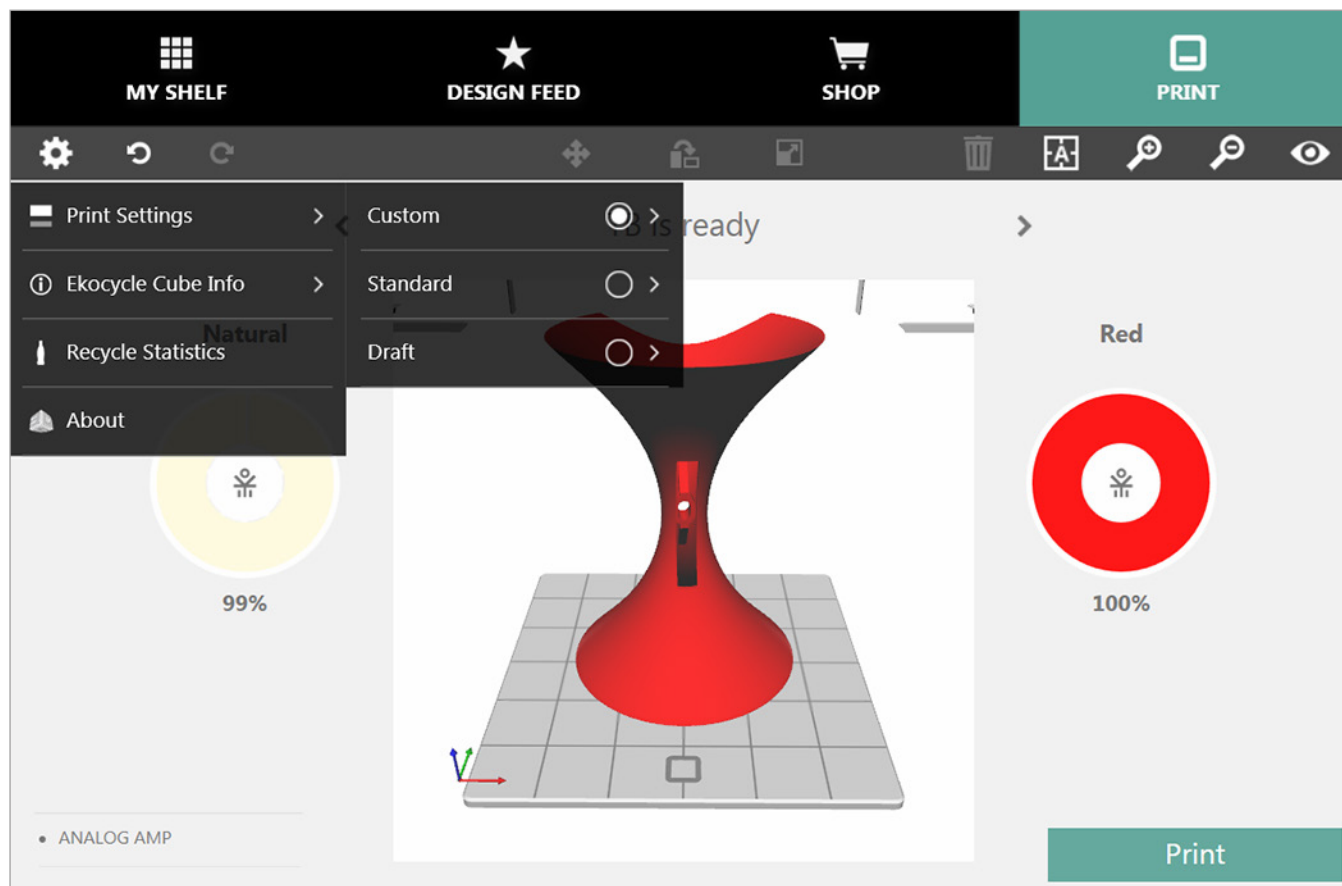 MY SHELF
DESIGN FEED
SHOP
PRINT
A
Print Settings
Custom
is ready
Ekocycle Cube Info
Standard
Natural
Red
Recycle Statistics
Draft
About
99%
100%
ANALOG AMP
Print